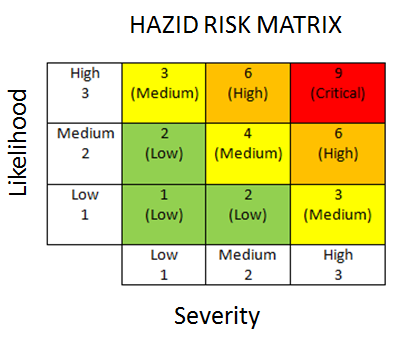 HAZID RISK MATRIX
Likelihood
High
3
3
(Medium)
6
(High)
9
(Critical)
Medium
2
2
(Low)
4
(Medium)
6
(High)
Low
1
1
(Low)
2
(Low)
3
(Medium)
Low
1
Medium
2
High
3
Severity